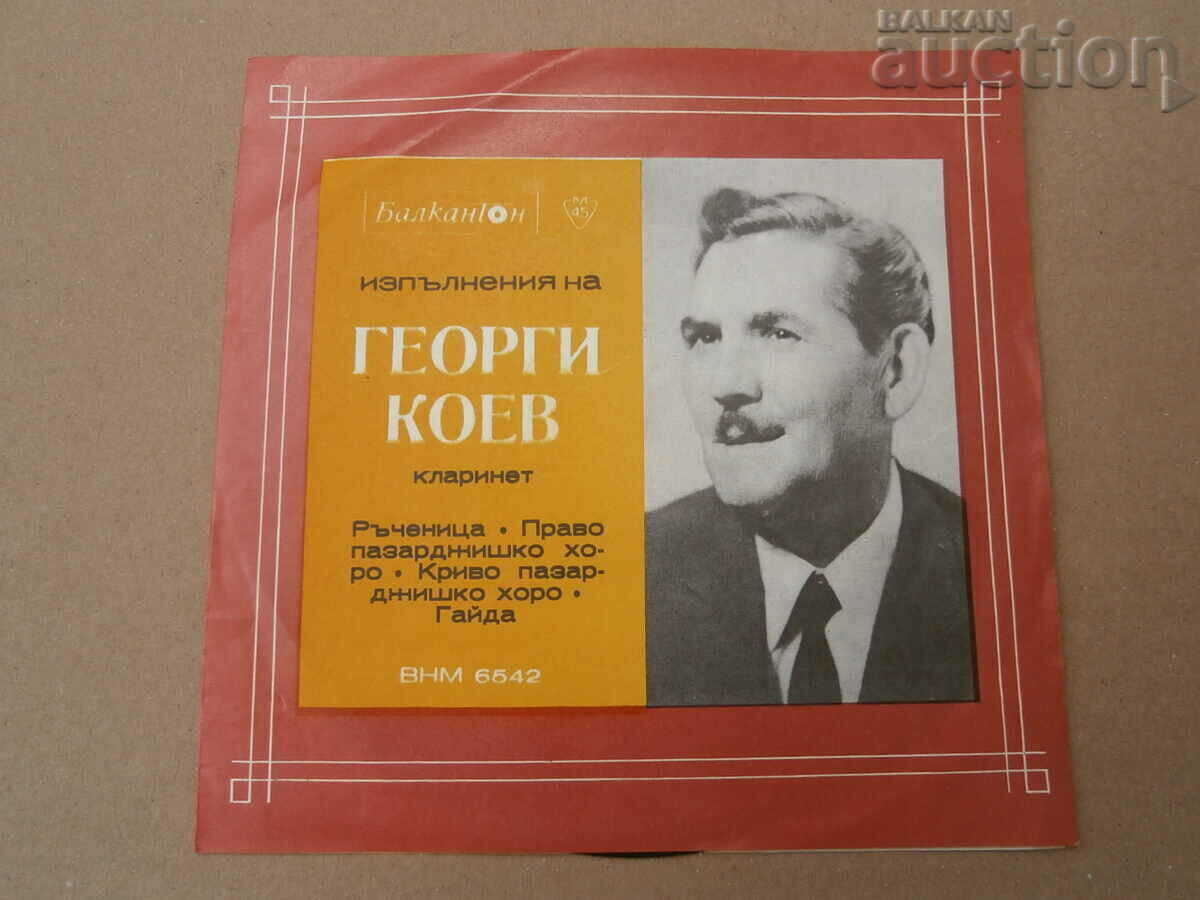 BALKAN
auction
Балкантон
М
45
изпълнения на
ГЕОРГИ
КОЕВ
кларинет
Ръченица • Право
пазарджишко хо-
ро • Криво пазар-
джишко хоро •
Гайда
ВНМ 6542